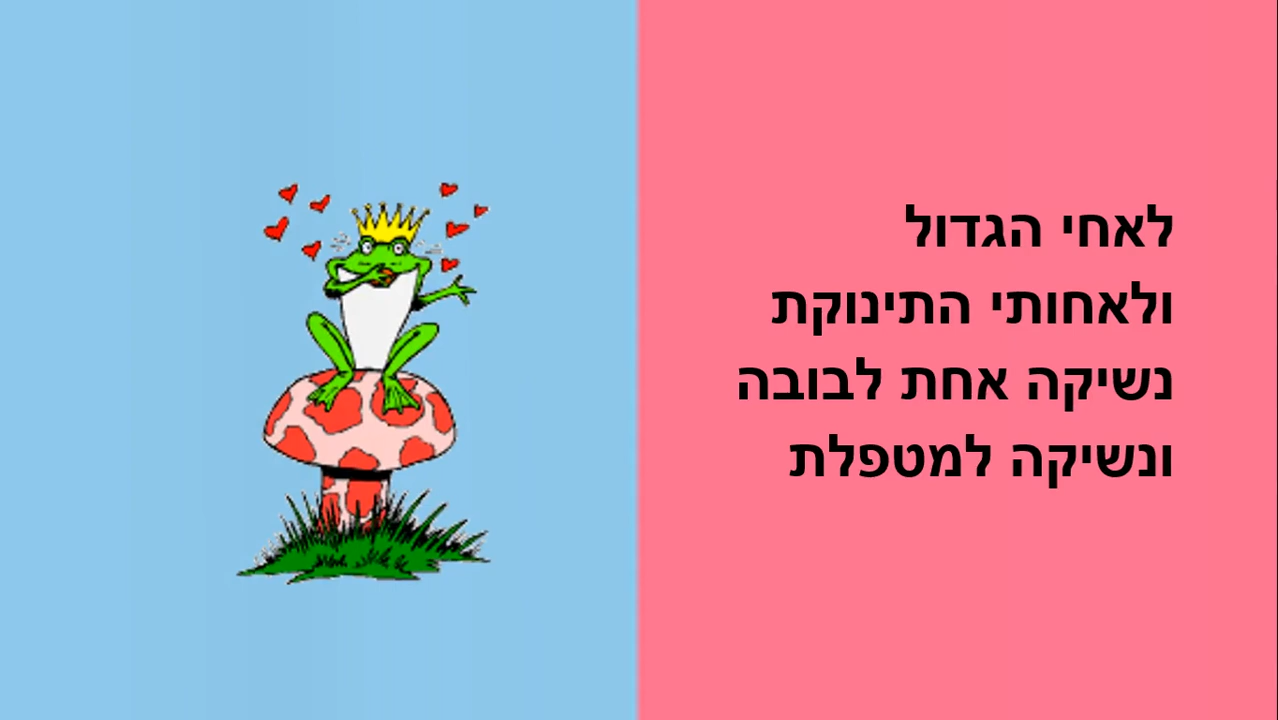 לאחי הגדול
ולאחותי התינוקת
נשיקה אחת לבובה
ונשיקה למטפלת